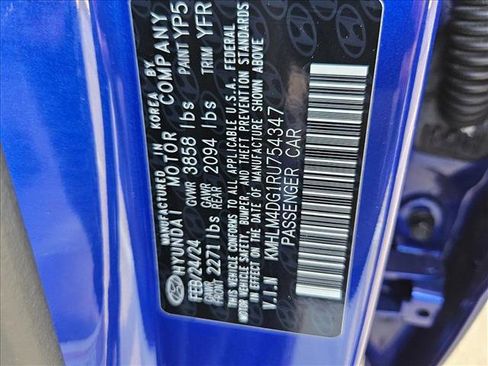 MANUFACTURED IN KOREA BY
HYUNDAI MOTOR COMPANY
FEB/24/24 GVWR 3858 lbs PAINT YP5
GAWR FRONT 2271 lbs GAWR REAR 2094 lbs TRIM YFR
THIS VEHICLE CONFORMS TO ALL APPLICABLE U.S.A. FEDERAL
MOTOR VEHICLE SAFETY, BUMPER, AND THEFT PREVENTION
STANDARDS IN EFFECT ON THE DATE OF MANUFACTURE SHOWN ABOVE
V.I.N KMHLM4DG1RU754347
PASSENGER CAR